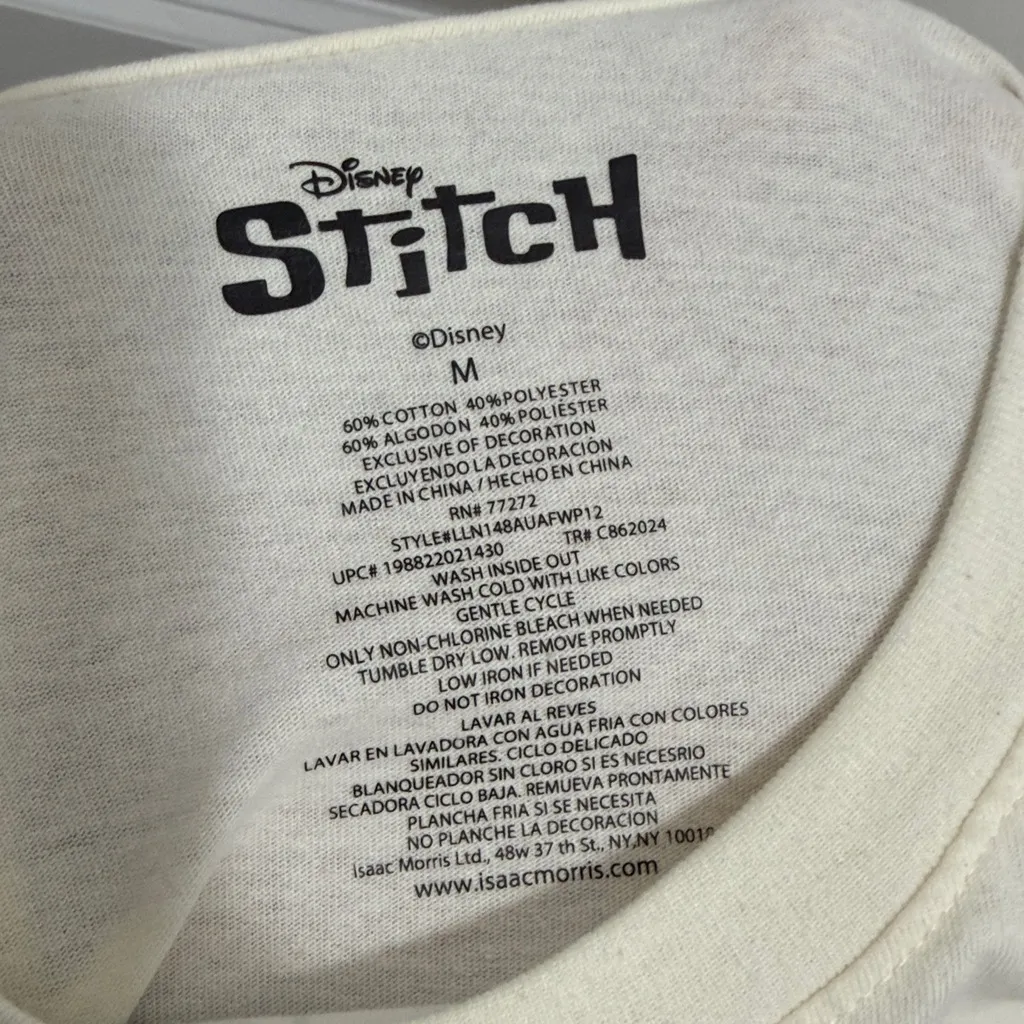 Disney
Stitch
©Disney
M
60% COTTON 40%POLYESTER
60% ALGODÓN 40% POLIÉSTER
EXCLUSIVE OF DECORATION
EXCLUYENDO LA DECORACIÓN
MADE IN CHINA / HECHO EN CHINA
RN# 77272
STYLE#LLN148AUAFWP12
UPC# 198822021430 TR# C862024
WASH INSIDE OUT
MACHINE WASH COLD WITH LIKE COLORS
GENTLE CYCLE
ONLY NON-CHLORINE BLEACH WHEN NEEDED
TUMBLE DRY LOW. REMOVE PROMPTLY
LOW IRON IF NEEDED
DO NOT IRON DECORATION
LAVAR AL REVES
LAVAR EN LAVADORA CON AGUA FRIA CON COLORES
SIMILARES. CICLO DELICADO
BLANQUEADOR SIN CLORO SI ES NECESRIO
SECADORA CICLO BAJA. REMUEVA PRONTAMENTE
PLANCHA FRIA SI SE NECESITA
NO PLANCHE LA DECORACION
Isaac Morris Ltd., 48w 37 th St., NY,NY
www.isaacmorris.com